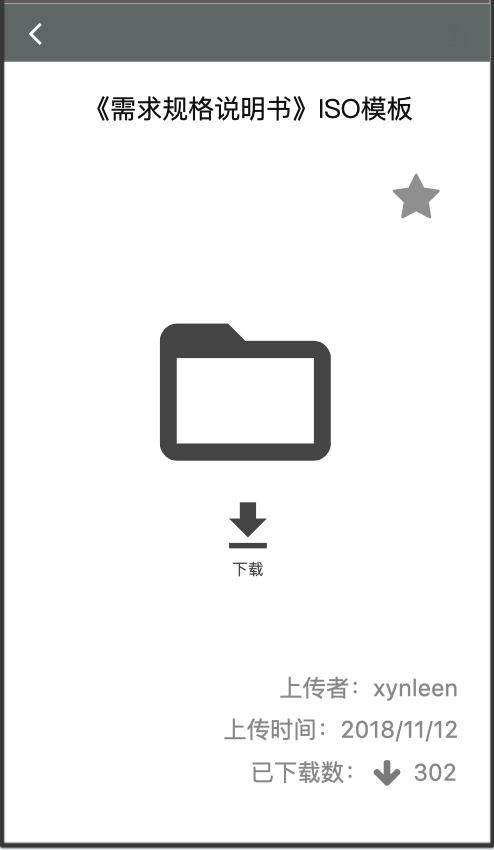 《需求规格说明书》ISO模板
下载
上传者：xynleen
上传时间：2018/11/12
已下载数： 302